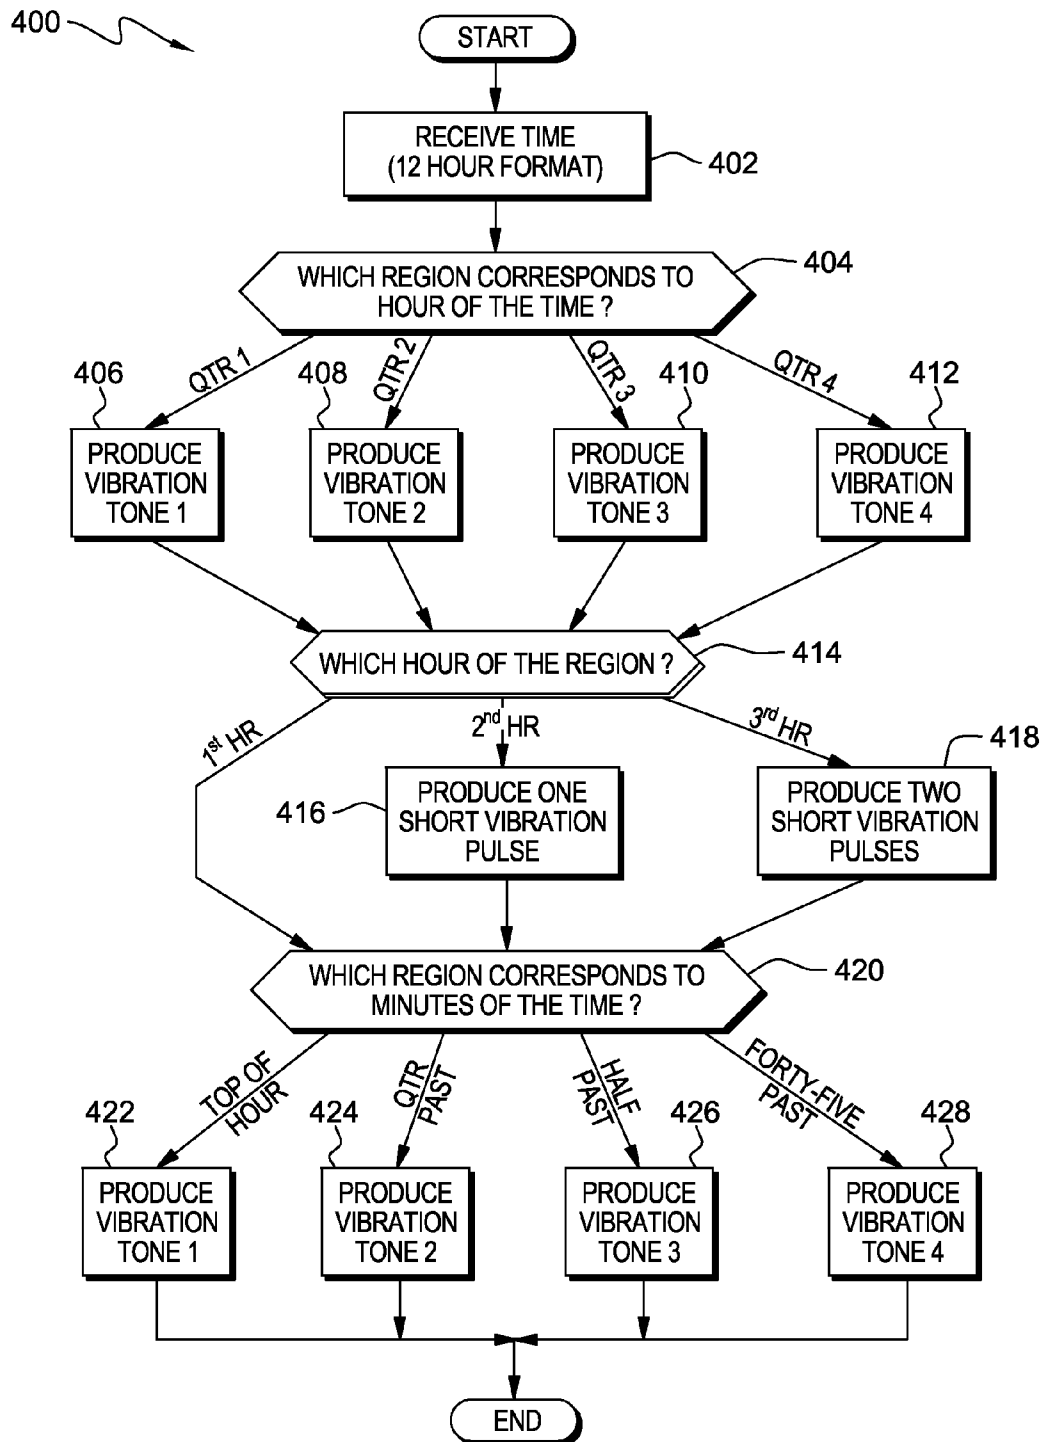 400
START
RECEIVE TIME
(12 HOUR FORMAT)
402
WHICH REGION CORRESPONDS TO
HOUR OF THE TIME ?
404
QTR 1
QTR 2
QTR 3
QTR 4
406
408
410
412
PRODUCE
VIBRATION
TONE 1
PRODUCE
VIBRATION
TONE 2
PRODUCE
VIBRATION
TONE 3
PRODUCE
VIBRATION
TONE 4
WHICH HOUR OF THE REGION ?
414
1st HR
2nd HR
3rd HR
416
PRODUCE ONE
SHORT VIBRATION
PULSE
418
PRODUCE TWO
SHORT VIBRATION
PULSES
WHICH REGION CORRESPONDS TO
MINUTES OF THE TIME ?
420
TOP OF
HOUR
QTR
PAST
HALF
PAST
FORTY-FIVE
PAST
422
424
426
428
PRODUCE
VIBRATION
TONE 1
PRODUCE
VIBRATION
TONE 2
PRODUCE
VIBRATION
TONE 3
PRODUCE
VIBRATION
TONE 4
END